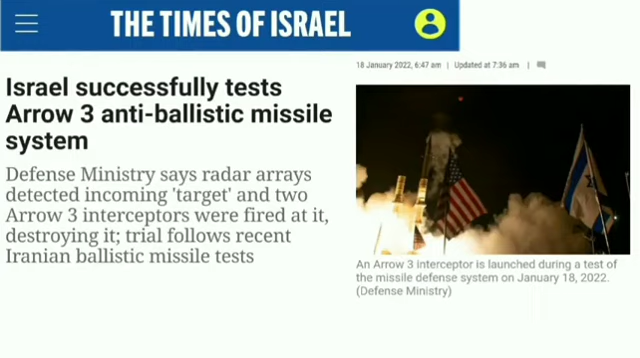 THE TIMES OF ISRAEL
18 January 2022, 6:47 am | Updated at 7:36 am |
Israel successfully tests
Arrow 3 anti-ballistic missile
system
Defense Ministry says radar arrays
detected incoming 'target' and two
Arrow 3 interceptors were fired at it,
destroying it; trial follows recent
Iranian ballistic missile tests
An Arrow 3 interceptor is launched during a test of
the missile defense system on January 18, 2022.
(Defense Ministry)